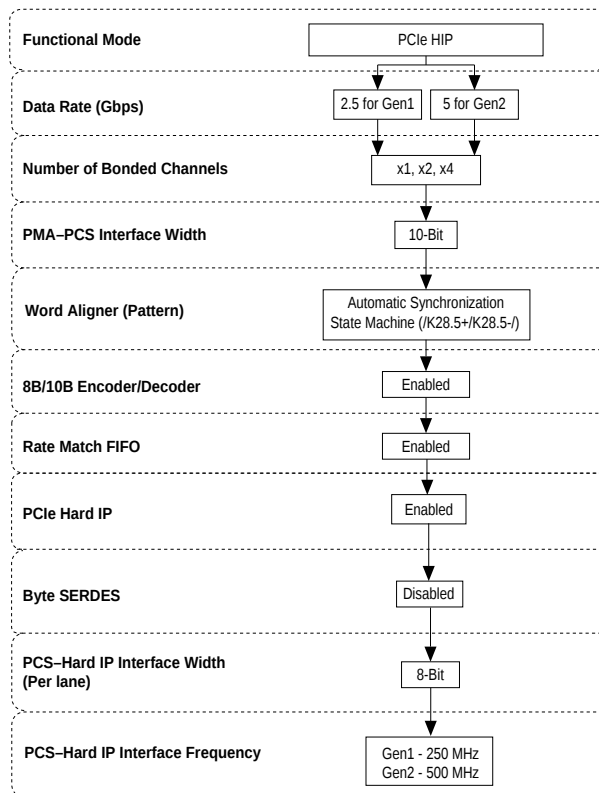 Functional Mode
PCIe HIP
Data Rate (Gbps)
2.5 for Gen1
5 for Gen2
Number of Bonded Channels
x1, x2, x4
PMA–PCS Interface Width
10-Bit
Word Aligner (Pattern)
Automatic Synchronization
State Machine (/K28.5+/K28.5-/)
8B/10B Encoder/Decoder
Enabled
Rate Match FIFO
Enabled
PCIe Hard IP
Enabled
Byte SERDES
Disabled
PCS–Hard IP Interface Width
(Per lane)
8-Bit
PCS–Hard IP Interface Frequency
Gen1 - 250 MHz
Gen2 - 500 MHz